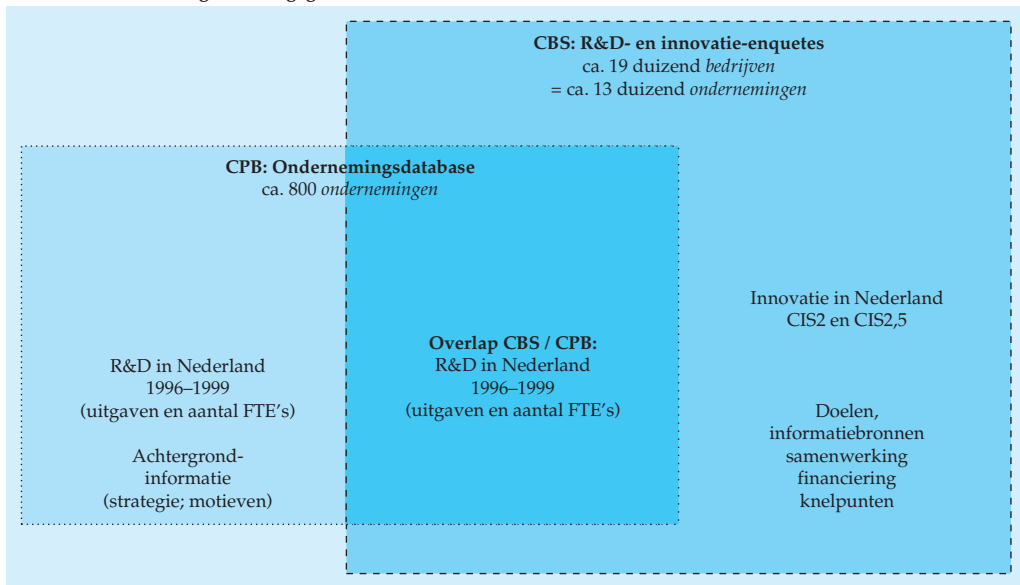 CBS: R&D- en innovatie-enquetes
ca. 19 duizend bedrijven
= ca. 13 duizend ondernemingen
CPB: Ondernemingsdatabase
ca. 800 ondernemingen
R&D in Nederland
1996–1999
(uitgaven en aantal FTE's)
Achtergrond-
informatie
(strategie; motieven)
Overlap CBS / CPB:
R&D in Nederland
1996–1999
(uitgaven en aantal FTE's)
Innovatie in Nederland
CIS2 en CIS2,5
Doelen,
informatiebronnen
samenwerking
financiering
knelpunten